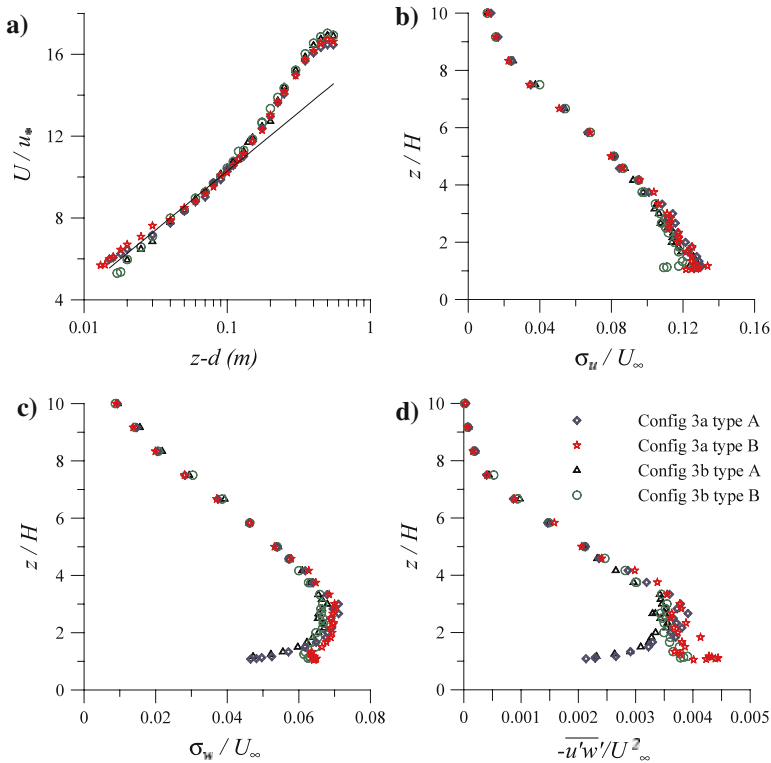 a)
16
12
8
4
U / u*
0.01
0.1
1
z-d (m)
b)
10
8
6
4
2
0
z / H
0
0.04
0.08
0.12
0.16
σu / U∞
c)
10
8
6
4
2
0
z / H
0
0.02
0.04
0.06
0.08
σw / U∞
d)
10
8
6
4
2
0
z / H
Config 3a type A
Config 3a type B
Config 3b type A
Config 3b type B
0
0.001
0.002
0.003
0.004
0.005
-u'w'/U²∞